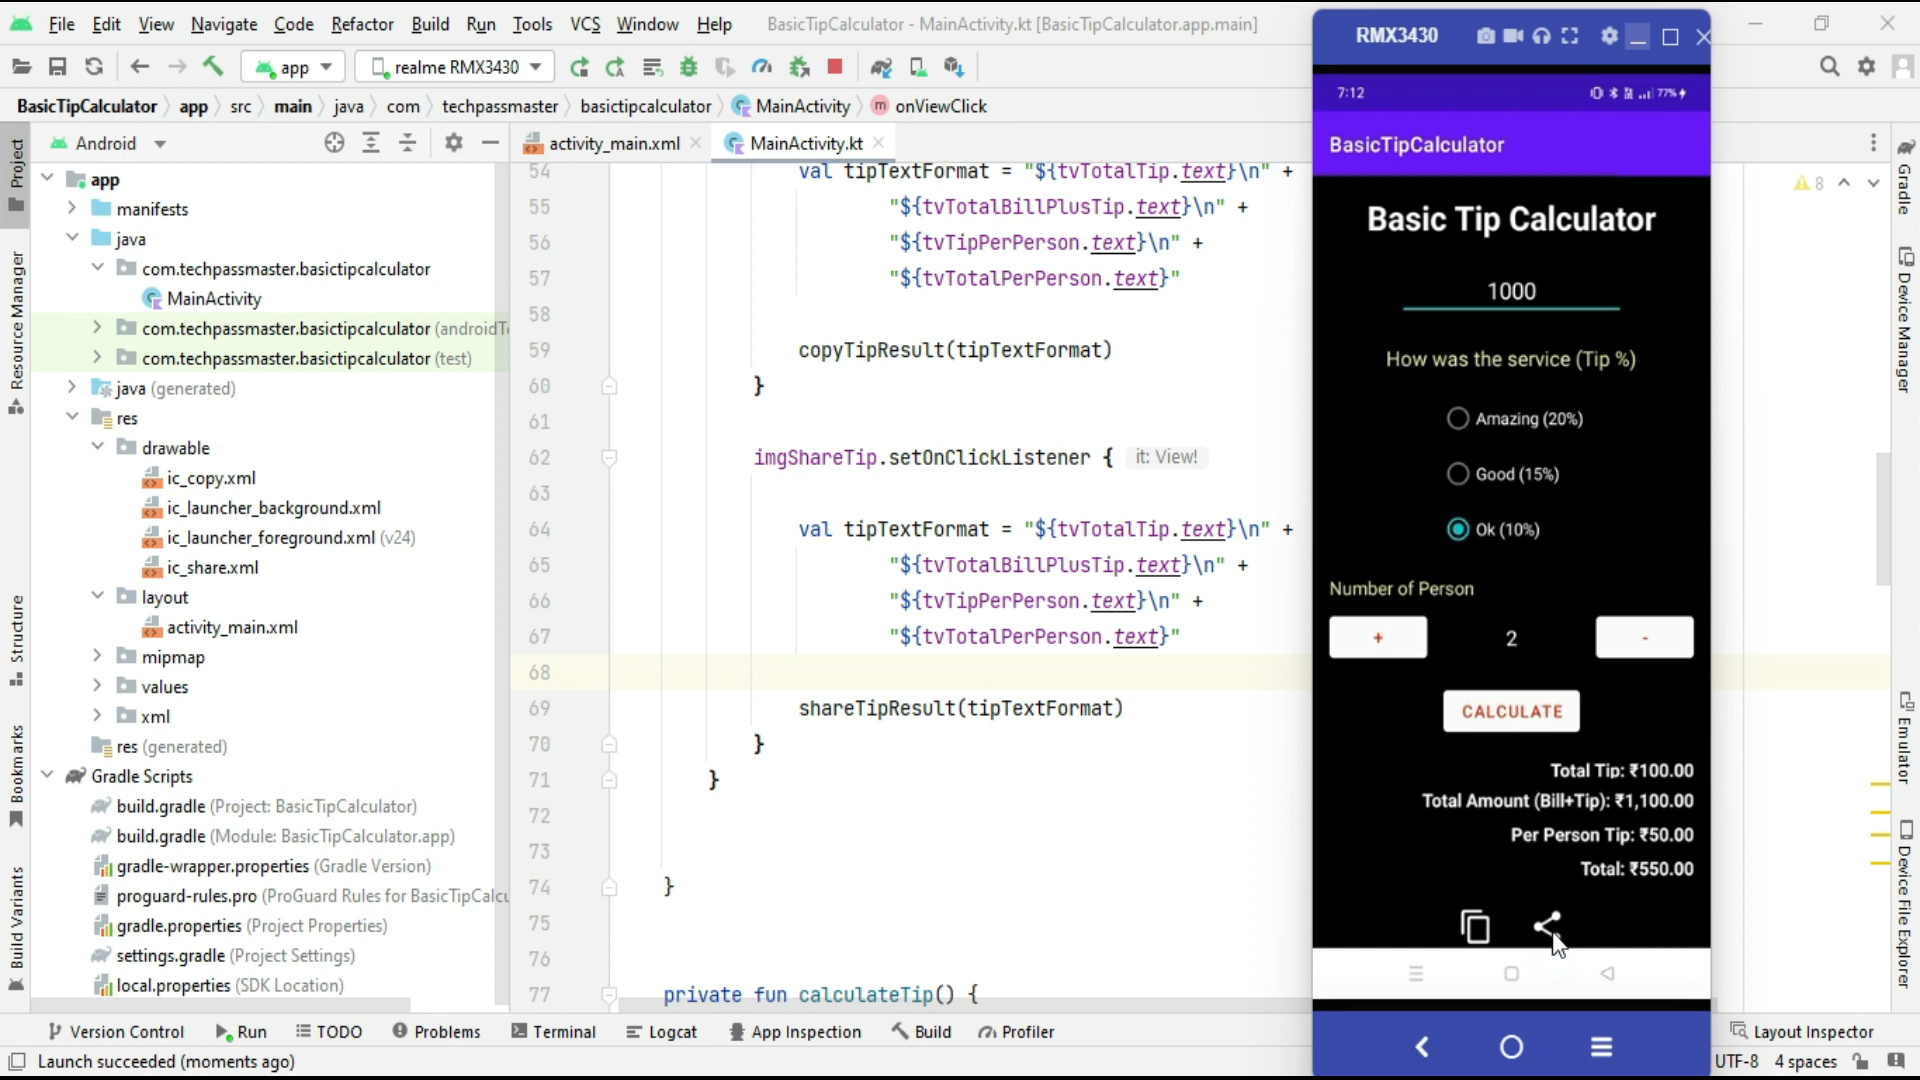 File Edit View Navigate Code Refactor Build Run Tools VCS Window Help BasicTipCalculator - MainActivity.kt [BasicTipCalculator.app.main]
app realme RMX3430
BasicTipCalculator app src main java com techpassmaster basictipcalculator MainActivity onViewClick
Project
Resource Manager
Structure
Bookmarks
Build Variants
Android
app
manifests
java
com.techpassmaster.basictipcalculator
MainActivity
com.techpassmaster.basictipcalculator (androidT
com.techpassmaster.basictipcalculator (test)
java (generated)
res
drawable
ic_copy.xml
ic_launcher_background.xml
ic_launcher_foreground.xml (v24)
ic_share.xml
layout
activity_main.xml
mipmap
values
xml
res (generated)
Gradle Scripts
build.gradle (Project: BasicTipCalculator)
build.gradle (Module: BasicTipCalculator.app)
gradle-wrapper.properties (Gradle Version)
proguard-rules.pro (ProGuard Rules for BasicTipCalcu
gradle.properties (Project Properties)
settings.gradle (Project Settings)
local.properties (SDK Location)
activity_main.xml MainActivity.kt
8
54 val tipTextFormat = "${tvTotalTip.text}\n" +
55 "${tvTotalBillPlusTip.text}\n" +
56 "${tvTipPerPerson.text}\n" +
57 "${tvTotalPerPerson.text}"
58
59 copyTipResult(tipTextFormat)
60 }
61
62 imgShareTip.setOnClickListener { it: View!
63
64 val tipTextFormat = "${tvTotalTip.text}\n" +
65 "${tvTotalBillPlusTip.text}\n" +
66 "${tvTipPerPerson.text}\n" +
67 "${tvTotalPerPerson.text}"
68
69 shareTipResult(tipTextFormat)
70 }
71 }
72
73
74 }
75
76
77 private fun calculateTip() {
RMX3430
7:12 77%
BasicTipCalculator
Basic Tip Calculator
1000
How was the service (Tip %)
Amazing (20%)
Good (15%)
Ok (10%)
Number of Person
+ 2 -
CALCULATE
Total Tip: ₹100.00
Total Amount (Bill+Tip): ₹1,100.00
Per Person Tip: ₹50.00
Total: ₹550.00
Gradle
Device Manager
Emulator
Device File Explorer
Version Control Run TODO Problems Terminal Logcat App Inspection Build Profiler Layout Inspector
Launch succeeded (moments ago) UTF-8 4 spaces